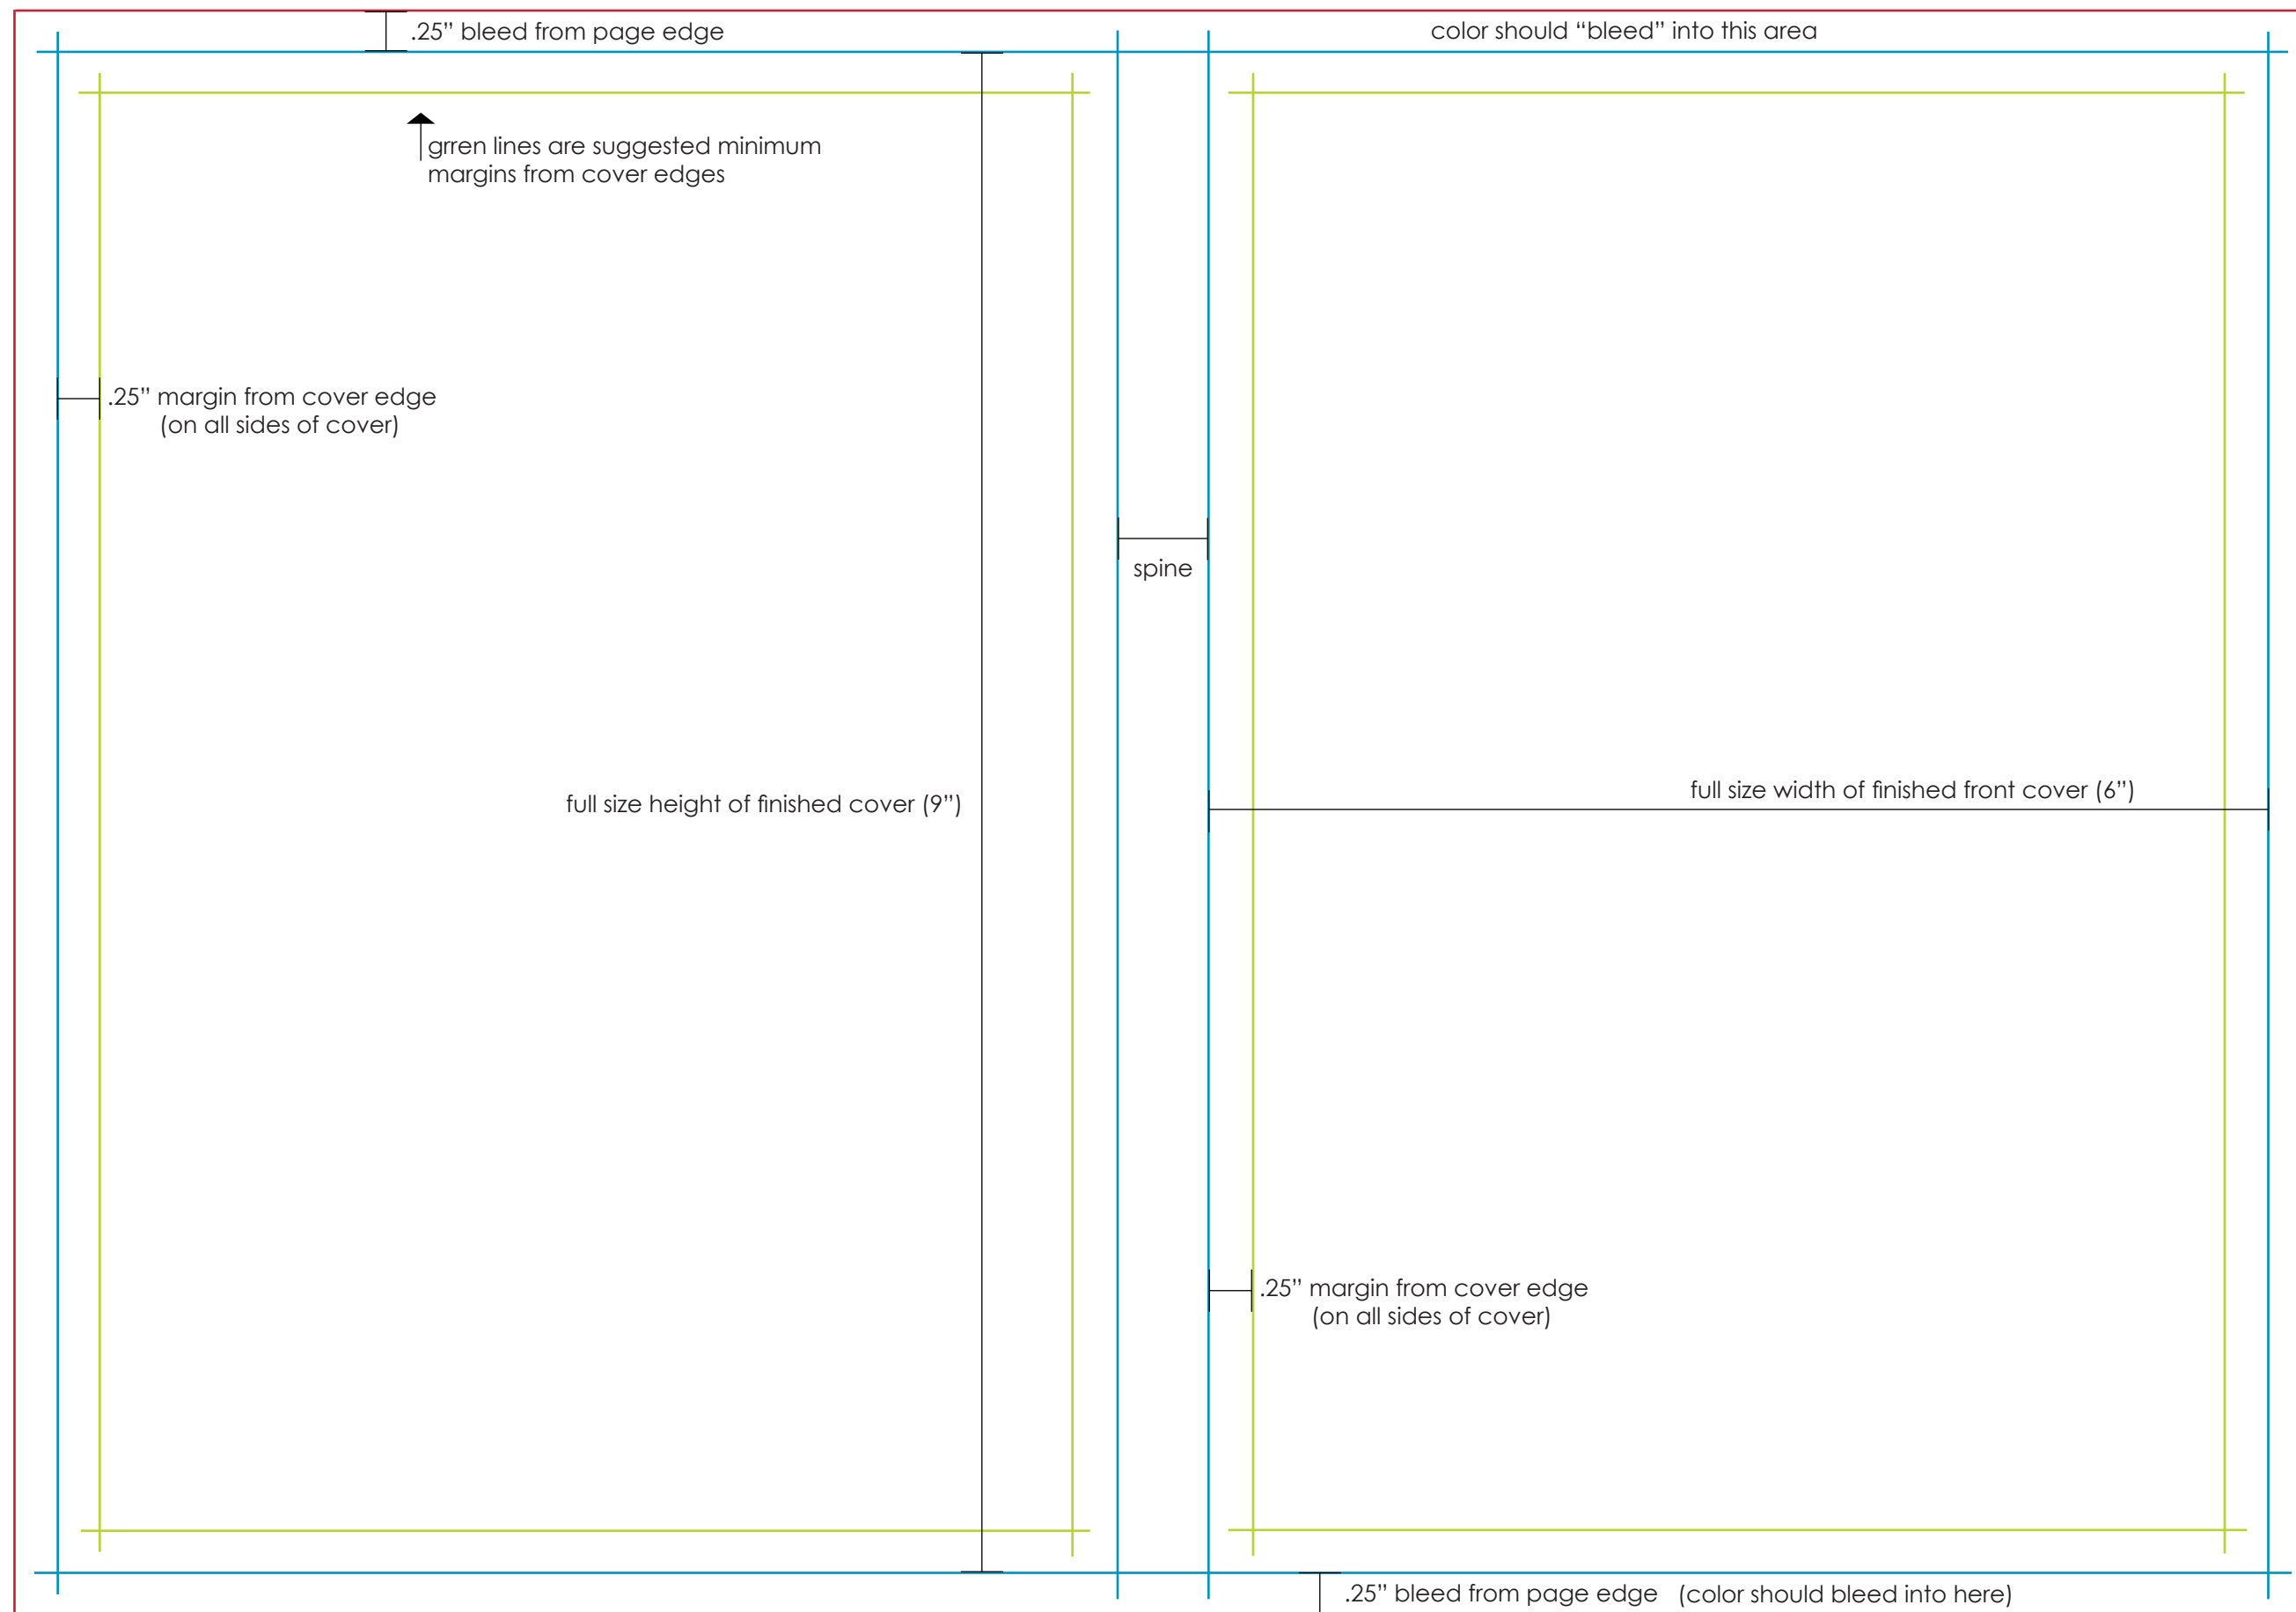 .25” bleed from page edge
color should “bleed” into this area
grren lines are suggested minimum
margins from cover edges
.25” margin from cover edge
(on all sides of cover)
spine
full size height of finished cover (9”)
full size width of finished front cover (6”)
.25” margin from cover edge
(on all sides of cover)
.25” bleed from page edge (color should bleed into here)